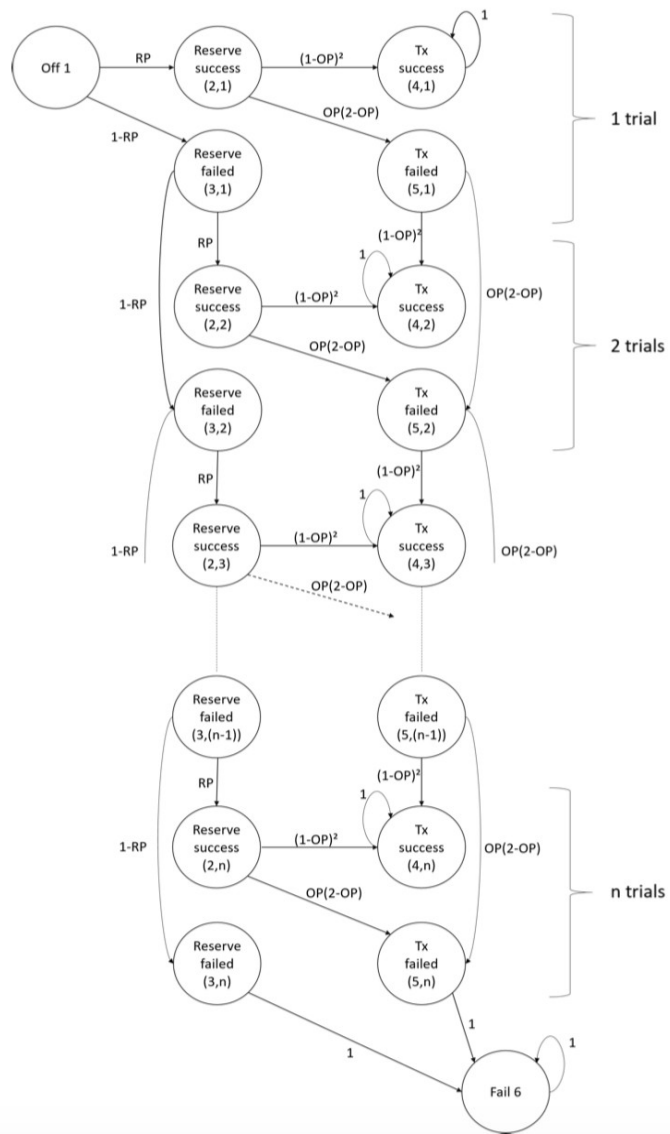 1
Off 1
RP
Reserve
success
(2,1)
(1-OP)²
Tx
success
(4,1)
OP(2-OP)
1 trial
1-RP
Reserve
failed
(3,1)
Tx
failed
(5,1)
RP
(1-OP)²
1
1-RP
Reserve
success
(2,2)
(1-OP)²
Tx
success
(4,2)
OP(2-OP)
OP(2-OP)
2 trials
Reserve
failed
(3,2)
Tx
failed
(5,2)
RP
(1-OP)²
1
1-RP
Reserve
success
(2,3)
(1-OP)²
Tx
success
(4,3)
OP(2-OP)
OP(2-OP)
Reserve
failed
(3,(n-1))
Tx
failed
(5,(n-1))
RP
(1-OP)²
1
1-RP
Reserve
success
(2,n)
(1-OP)²
Tx
success
(4,n)
OP(2-OP)
OP(2-OP)
n trials
Reserve
failed
(3,n)
Tx
failed
(5,n)
1
1
1
Fail 6